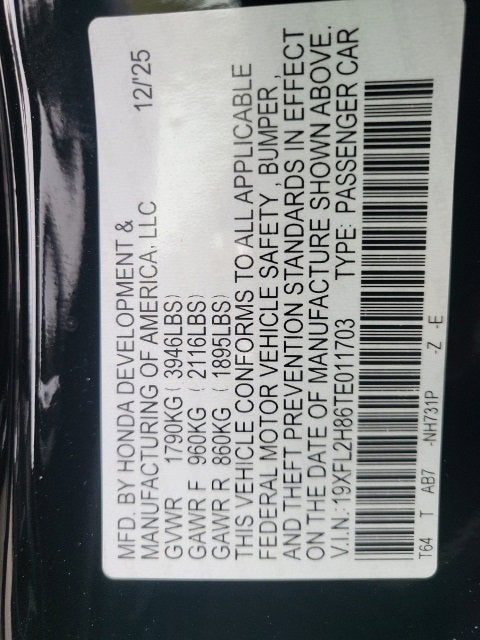 MFD. BY HONDA DEVELOPMENT &
MANUFACTURING OF AMERICA, LLC 12/'25
GVWR 1790KG ( 3946LBS)
GAWR F 960KG ( 2116LBS)
GAWR R 860KG ( 1895LBS)
THIS VEHICLE CONFORMS TO ALL APPLICABLE
FEDERAL MOTOR VEHICLE SAFETY , BUMPER ,
AND THEFT PREVENTION STANDARDS IN EFFECT
ON THE DATE OF MANUFACTURE SHOWN ABOVE.
V.I.N.:19XFL2H86TE011703 TYPE: PASSENGER CAR
T64 T AB7 -NH731P -Z -E